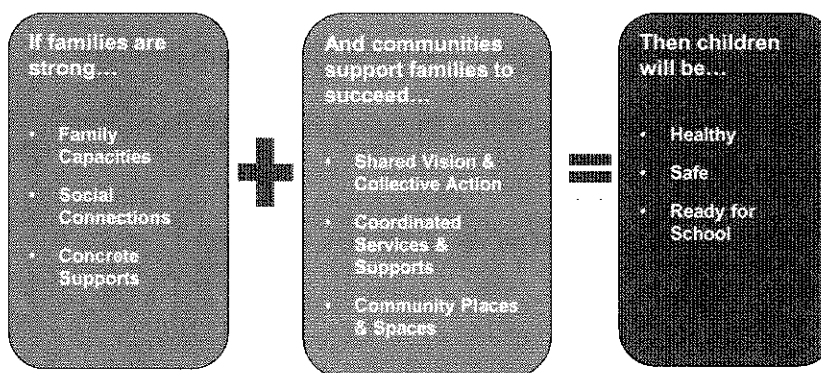 If families are
strong...
• Family
Capacities
• Social
Connections
• Concrete
Supports
+
And communities
support families to
succeed...
• Shared Vision &
Collective Action
• Coordinated
Services &
Supports
• Community Places
& Spaces
=
Then children
will be...
• Healthy
• Safe
• Ready for
School